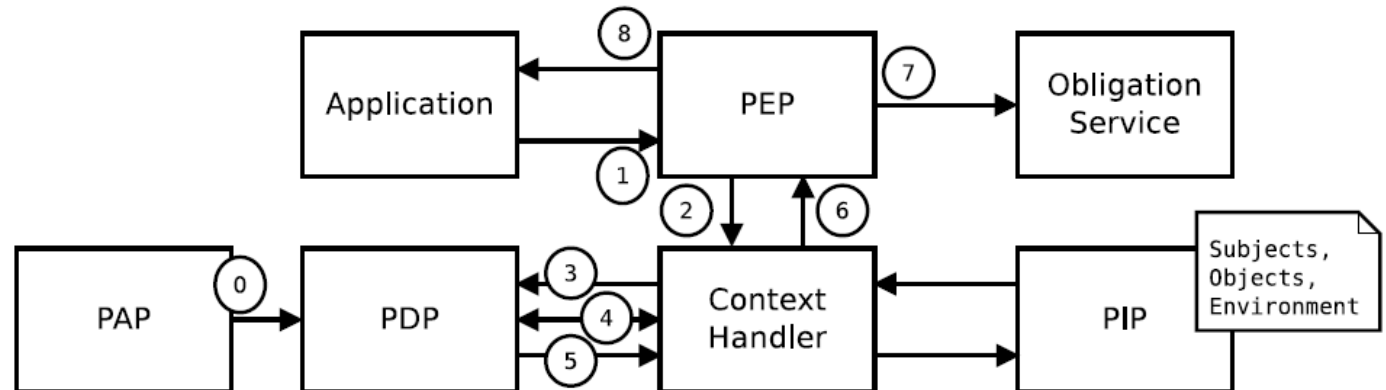 8
Application
PEP
7
Obligation
Service
1
2
6
Subjects,
Objects,
Environment
0
3
PAP
PDP
4
Context
Handler
PIP
5